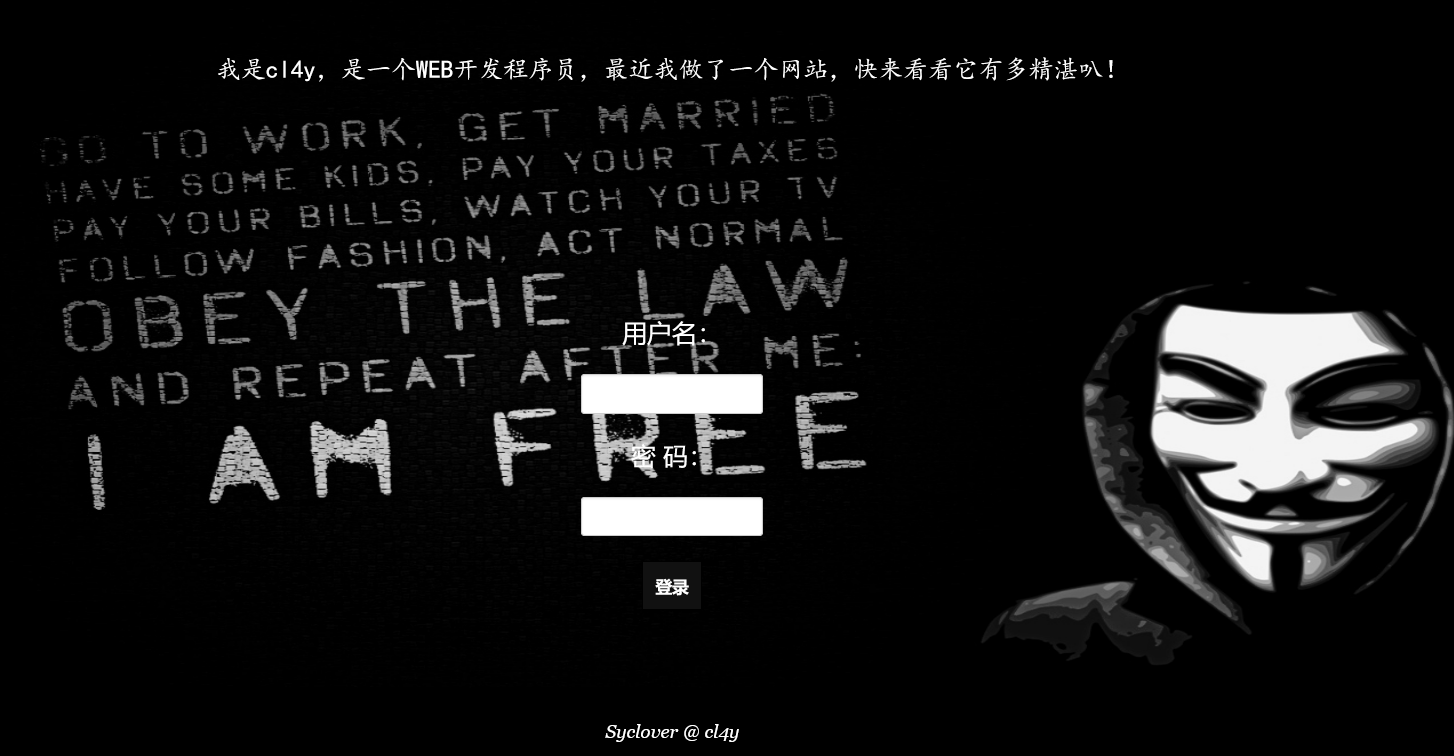 我是cl4y，是一个WEB开发程序员，最近我做了一个网站，快来看看它有多精湛叭！
GO TO WORK, GET MARRIED
HAVE SOME KIDS, PAY YOUR TAXES
PAY YOUR BILLS, WATCH YOUR TV
FOLLOW FASHION, ACT NORMAL
OBEY THE LAW
AND REPEAT AFTER ME:
I AM FREE
用户名：
密 码：
登录
Syclover @ cl4y